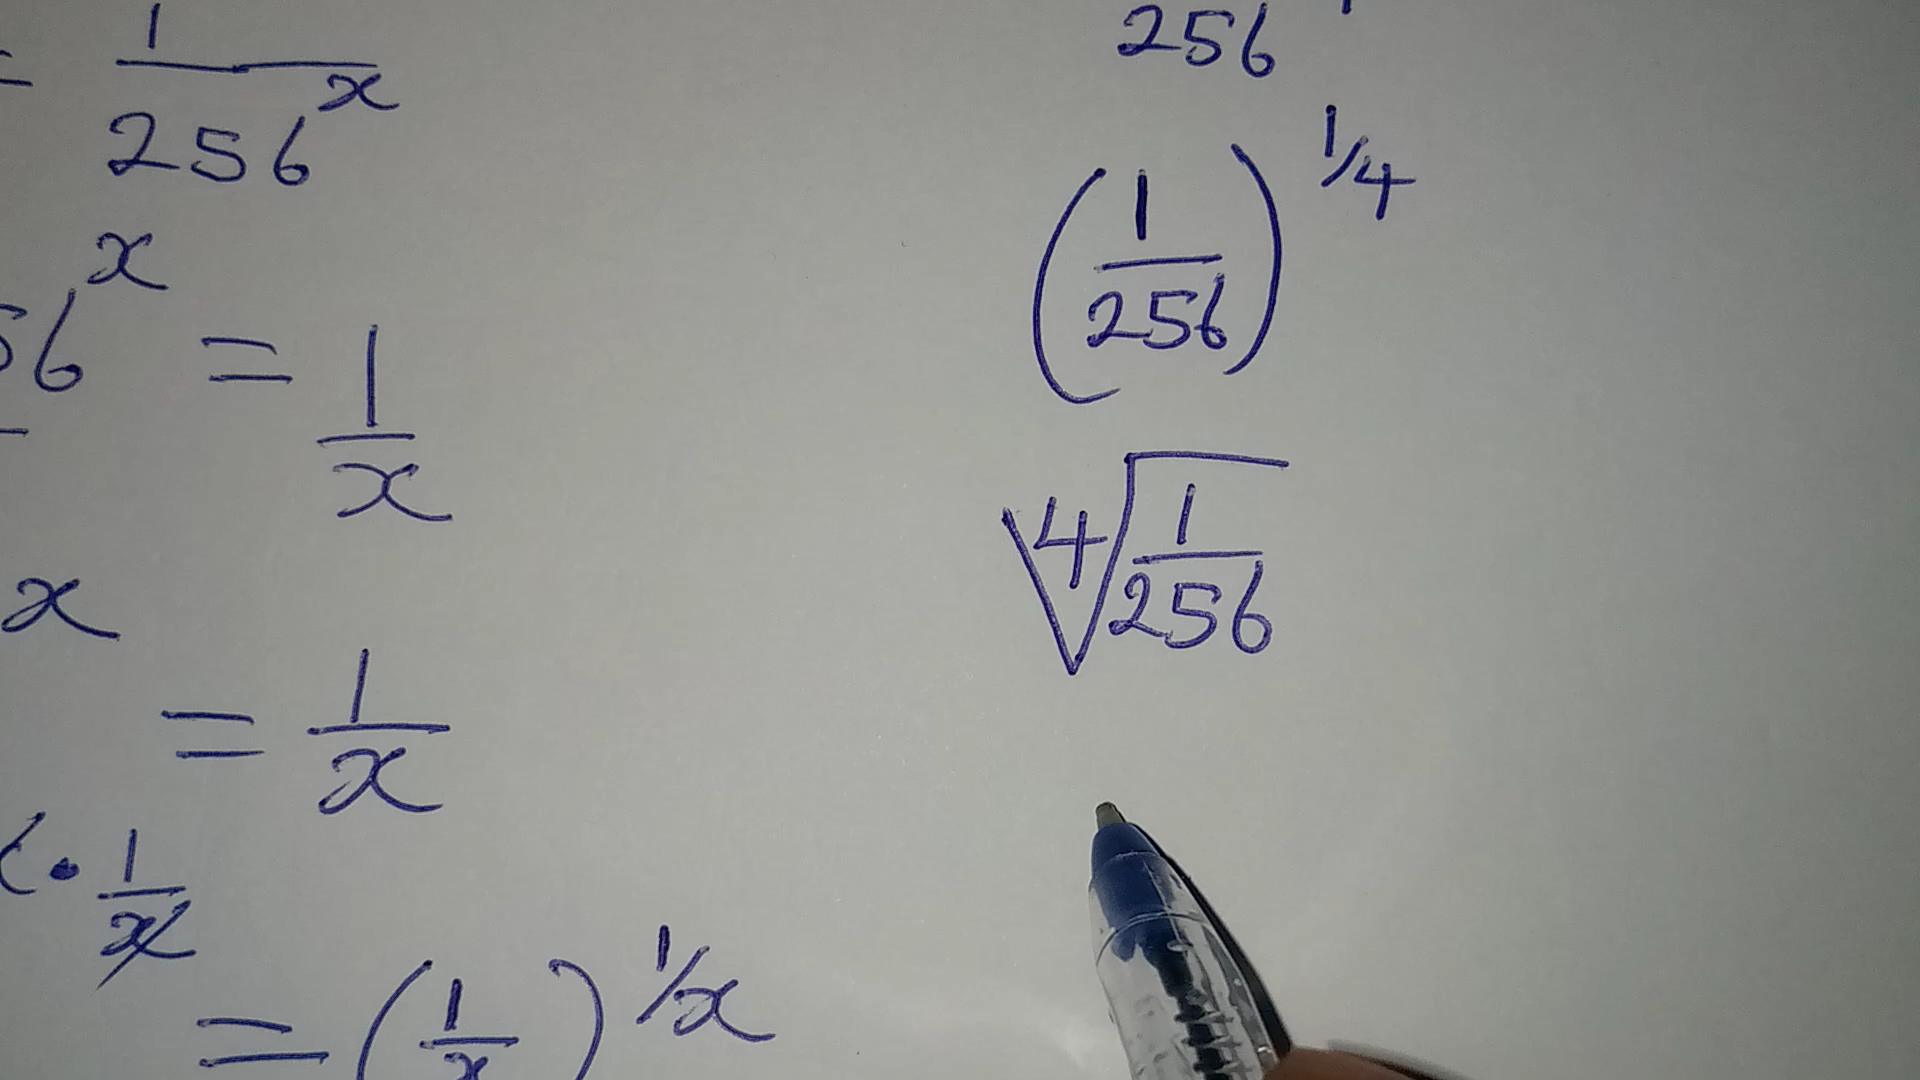 = 1/256^x
56^x = 1/x
x
= 1/x
· 1/x
= (1/x)^1/x
256
(1/256)^1/4
∜(1/256)